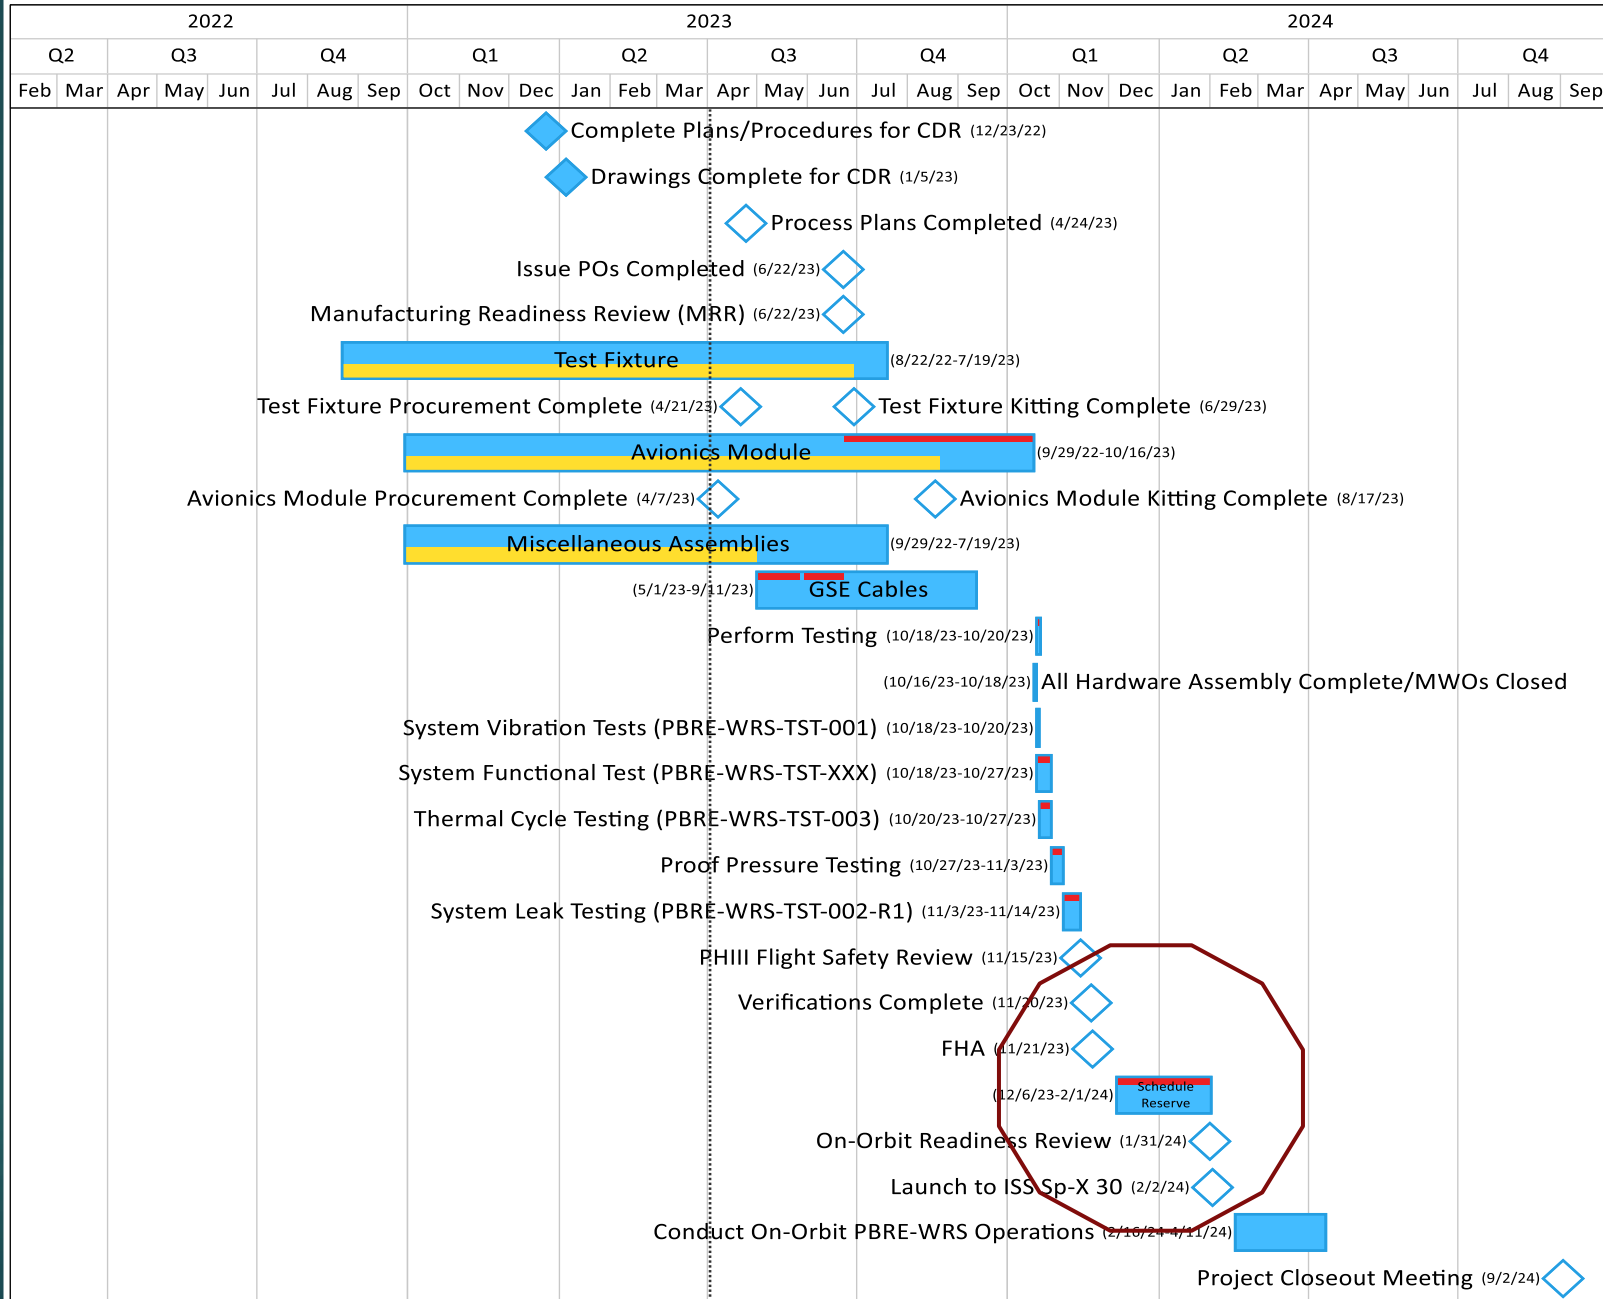 2022 2023 2024
Q2 Q3 Q4 Q1 Q2 Q3 Q4 Q1 Q2 Q3 Q4
Feb Mar Apr May Jun Jul Aug Sep Oct Nov Dec Jan Feb Mar Apr May Jun Jul Aug Sep Oct Nov Dec Jan Feb Mar Apr May Jun Jul Aug Sep
Complete Plans/Procedures for CDR (12/23/22)
Drawings Complete for CDR (1/5/23)
Process Plans Completed (4/24/23)
Issue POs Completed (6/22/23)
Manufacturing Readiness Review (MRR) (6/22/23)
Test Fixture (8/22/22-7/19/23)
Test Fixture Procurement Complete (4/21/23) Test Fixture Kitting Complete (6/29/23)
Avionics Module (9/29/22-10/16/23)
Avionics Module Procurement Complete (4/7/23) Avionics Module Kitting Complete (8/17/23)
Miscellaneous Assemblies (9/29/22-7/19/23)
(5/1/23-9/11/23) GSE Cables
Perform Testing (10/18/23-10/20/23)
(10/16/23-10/18/23) All Hardware Assembly Complete/MWOs Closed
System Vibration Tests (PBRE-WRS-TST-001) (10/18/23-10/20/23)
System Functional Test (PBRE-WRS-TST-XXX) (10/18/23-10/27/23)
Thermal Cycle Testing (PBRE-WRS-TST-003) (10/20/23-10/27/23)
Proof Pressure Testing (10/27/23-11/3/23)
System Leak Testing (PBRE-WRS-TST-002-R1) (11/3/23-11/14/23)
PHIII Flight Safety Review (11/15/23)
Verifications Complete (11/20/23)
FHA (11/21/23)
(12/6/23-2/1/24) Schedule
Reserve
On-Orbit Readiness Review (1/31/24)
Launch to ISS Sp-X 30 (2/2/24)
Conduct On-Orbit PBRE-WRS Operations (2/16/24-4/11/24)
Project Closeout Meeting (9/2/24)